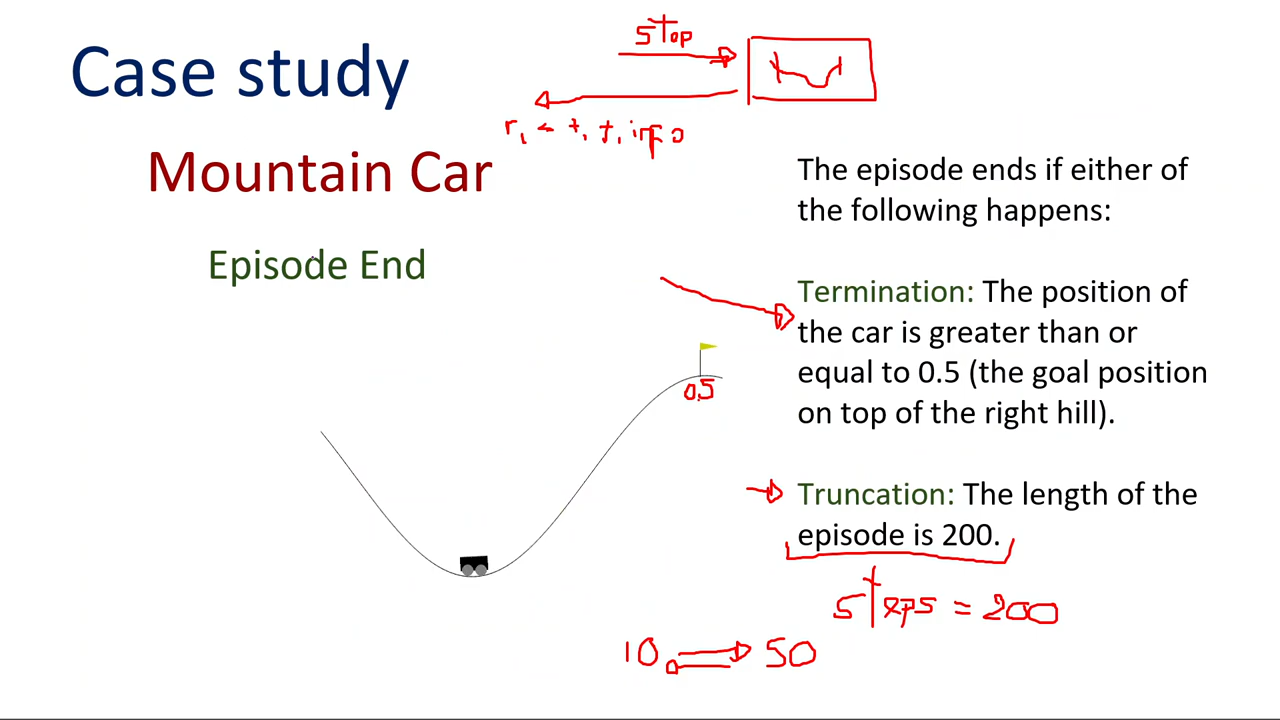 Case study
Mountain Car
Episode End
stop
The episode ends if either of
the following happens:
Termination: The position of
the car is greater than or
equal to 0.5 (the goal position
on top of the right hill).
Truncation: The length of the
episode is 200.
0.5
steps = 200
10
50